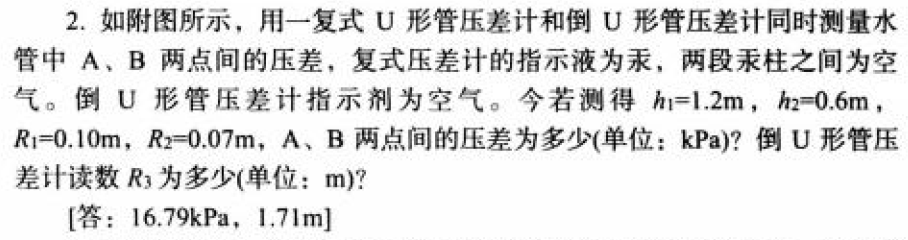 2. 如附图所示，用一复式 U 形管压差计和倒 U 形管压差计同时测量水
管中 A、B 两点间的压差，复式压差计的指示液为汞，两段汞柱之间为空
气。倒 U 形管压差计指示剂为空气。今若测得 h₁=1.2m，h₂=0.6m，
R₁=0.10m，R₂=0.07m，A、B 两点间的压差为多少(单位：kPa)？倒 U 形管压
差计读数 R₃ 为多少(单位：m)？
[答：16.79kPa，1.71m]